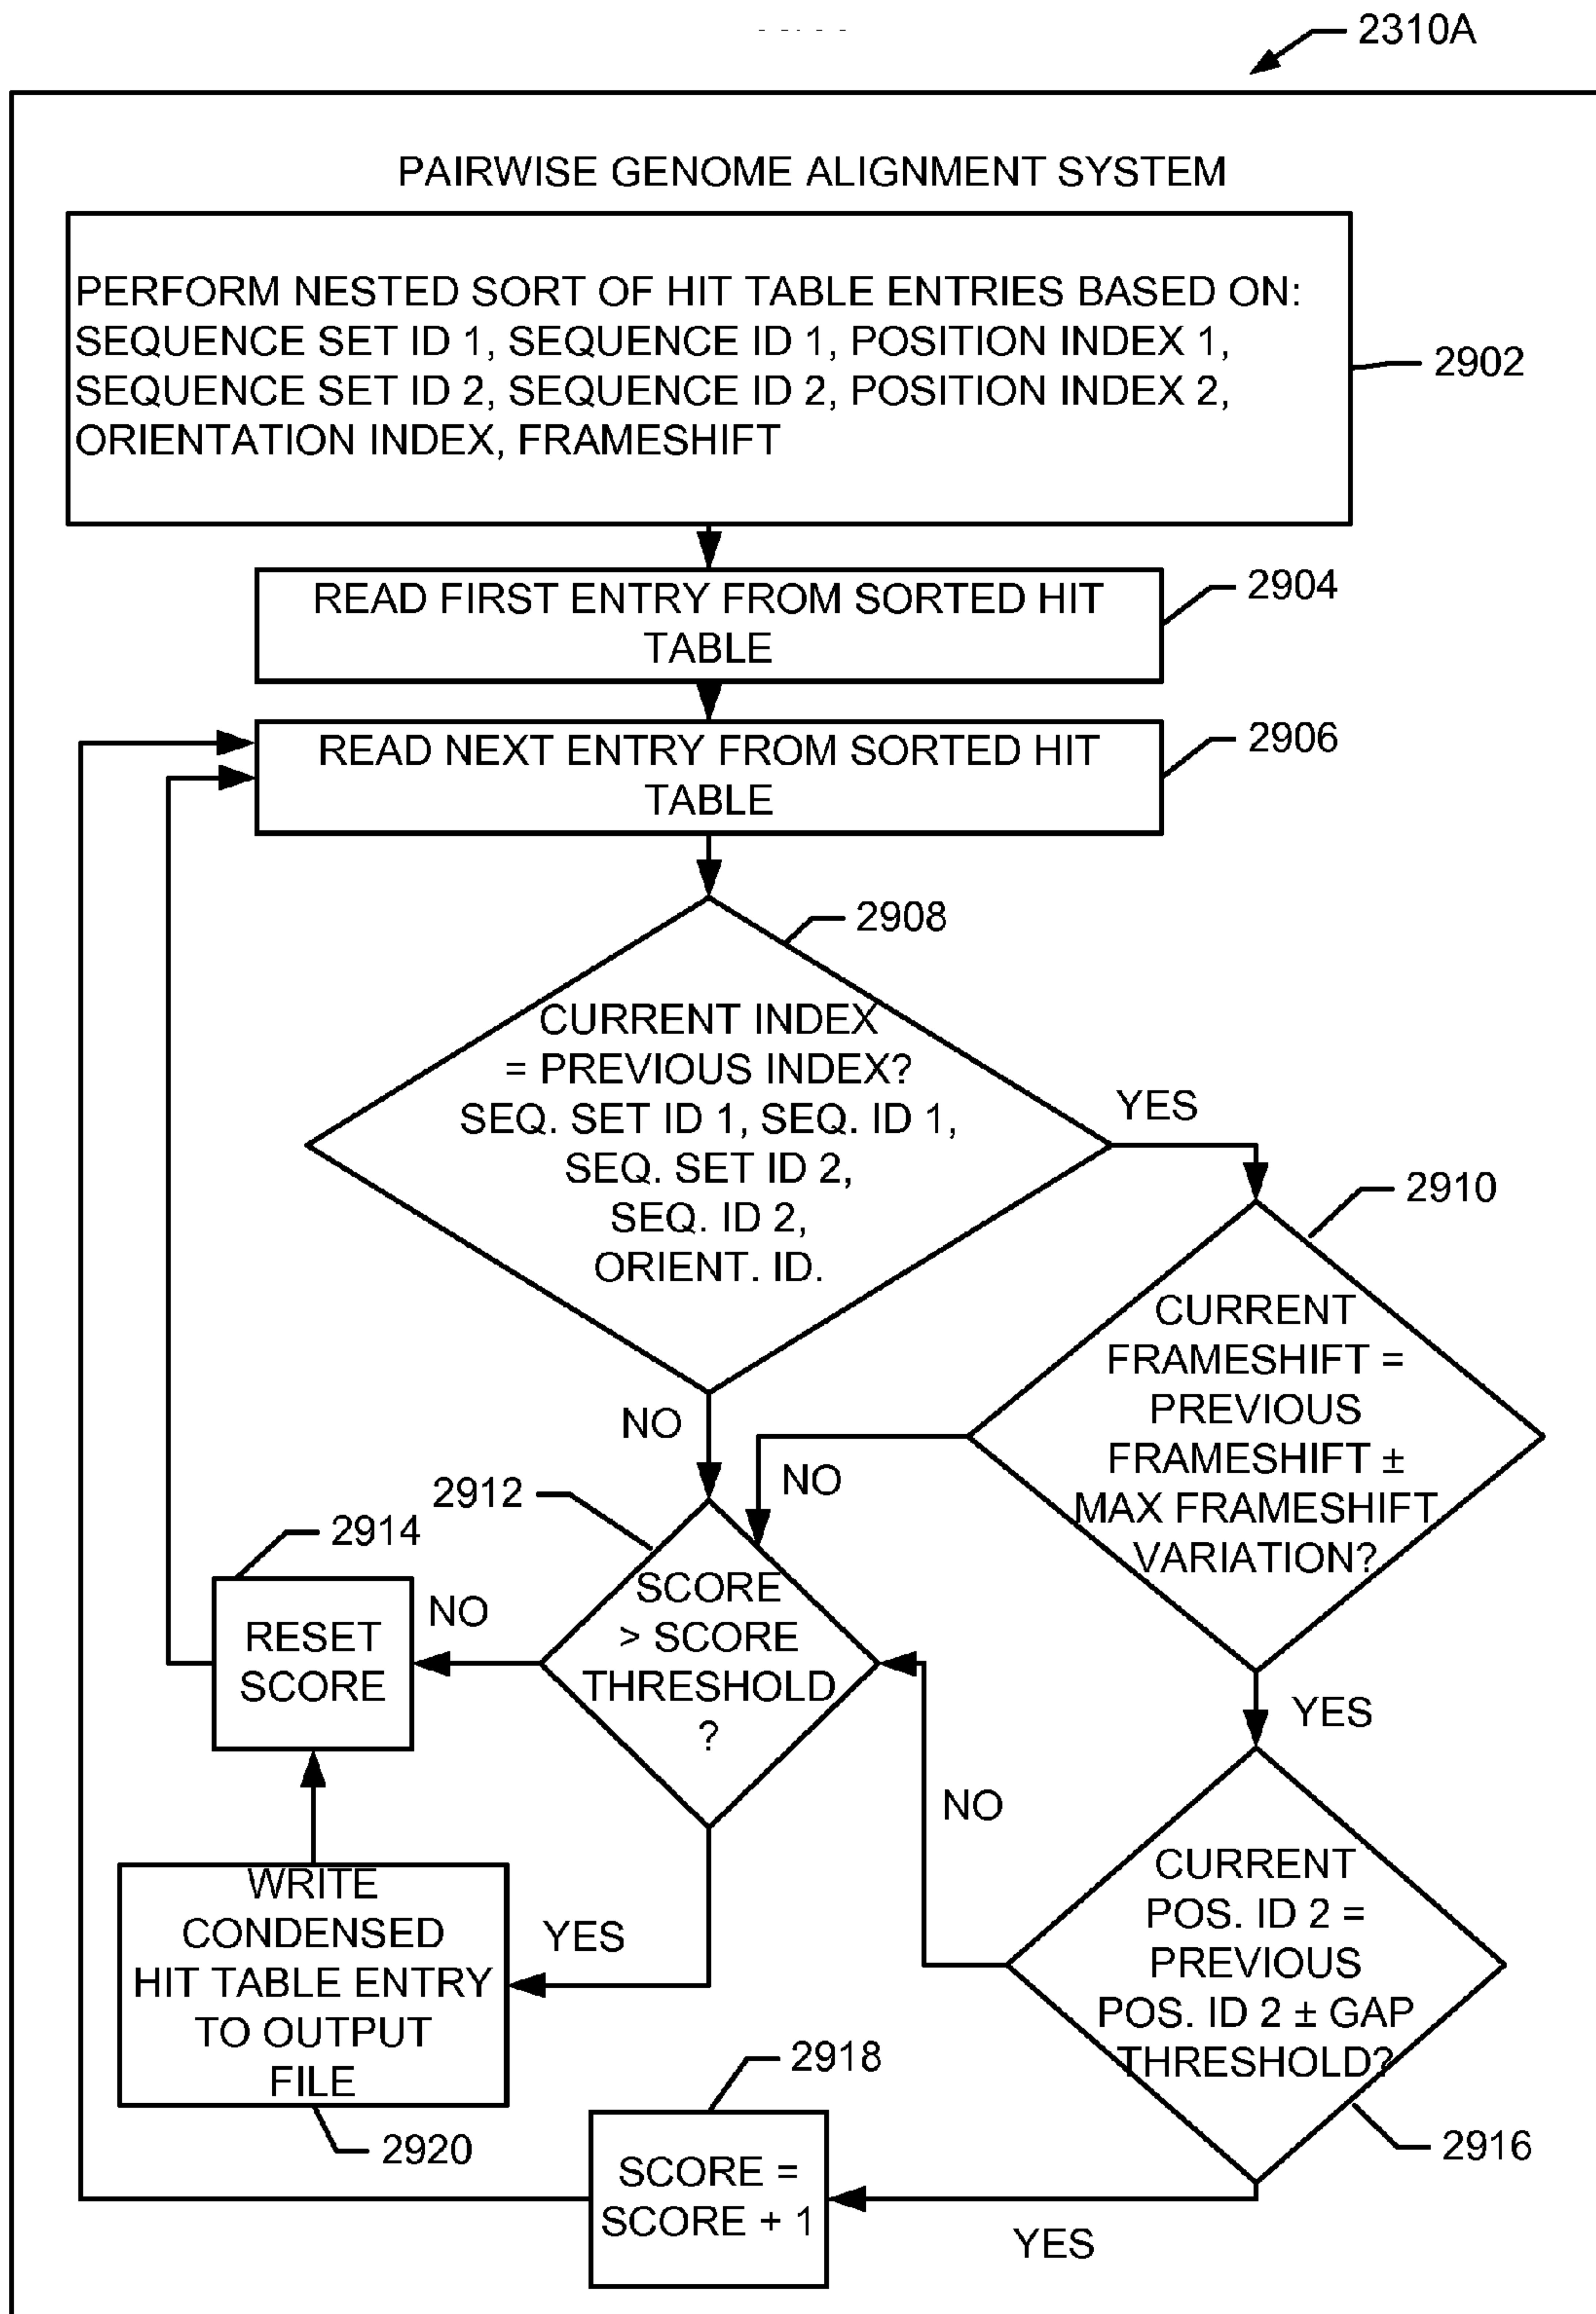 2310A
PAIRWISE GENOME ALIGNMENT SYSTEM
PERFORM NESTED SORT OF HIT TABLE ENTRIES BASED ON:
SEQUENCE SET ID 1, SEQUENCE ID 1, POSITION INDEX 1,
SEQUENCE SET ID 2, SEQUENCE ID 2, POSITION INDEX 2,
ORIENTATION INDEX, FRAMESHIFT
2902
READ FIRST ENTRY FROM SORTED HIT
TABLE
2904
READ NEXT ENTRY FROM SORTED HIT
TABLE
2906
2908
CURRENT INDEX
= PREVIOUS INDEX?
SEQ. SET ID 1, SEQ. ID 1,
SEQ. SET ID 2,
SEQ. ID 2,
ORIENT. ID.
YES
NO
2910
CURRENT
FRAMESHIFT =
PREVIOUS
FRAMESHIFT ±
MAX FRAMESHIFT
VARIATION?
NO
YES
2912
SCORE
> SCORE
THRESHOLD
?
NO
YES
2914
RESET
SCORE
NO
CURRENT
POS. ID 2 =
PREVIOUS
POS. ID 2 ± GAP
THRESHOLD?
2916
YES
WRITE
CONDENSED
HIT TABLE ENTRY
TO OUTPUT
FILE
2920
2918
SCORE =
SCORE + 1